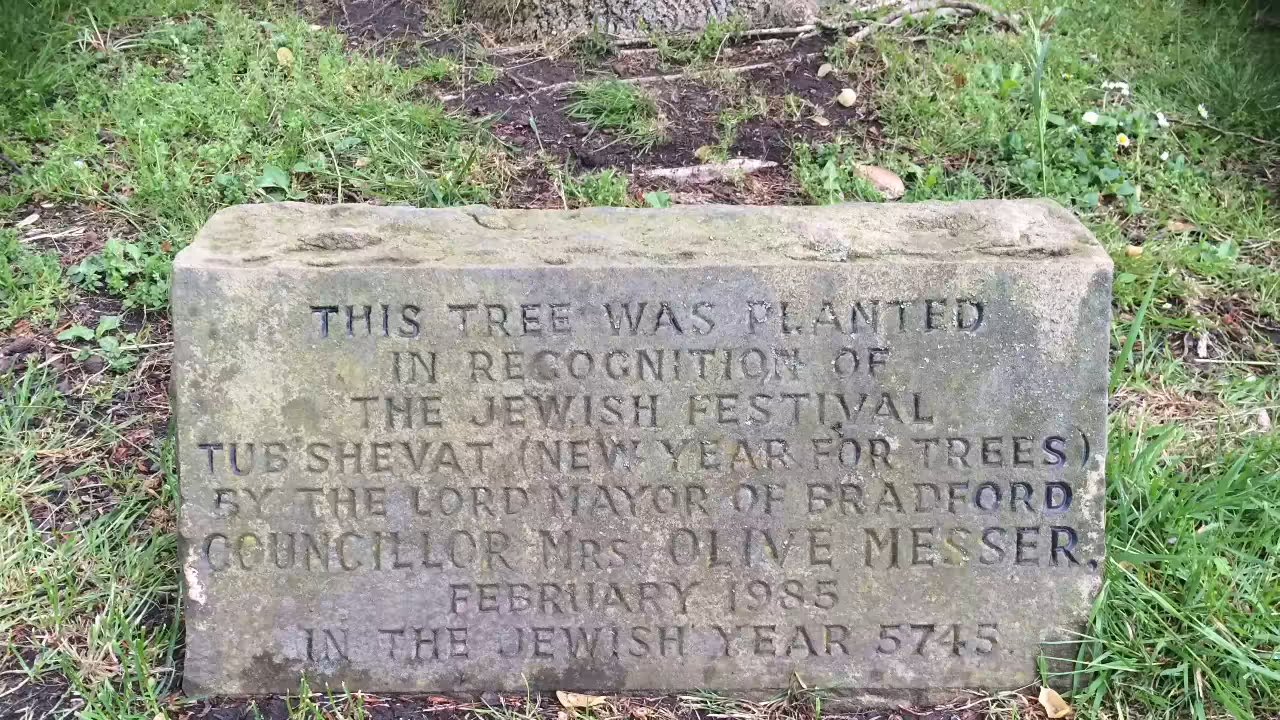 THIS TREE WAS PLANTED
IN RECOGNITION OF
THE JEWISH FESTIVAL
TUB'SHEVAT (NEW YEAR FOR TREES)
BY THE LORD MAYOR OF BRADFORD
COUNCILLOR MRS. OLIVE MESSER,
FEBRUARY 1985
IN THE JEWISH YEAR 5745.